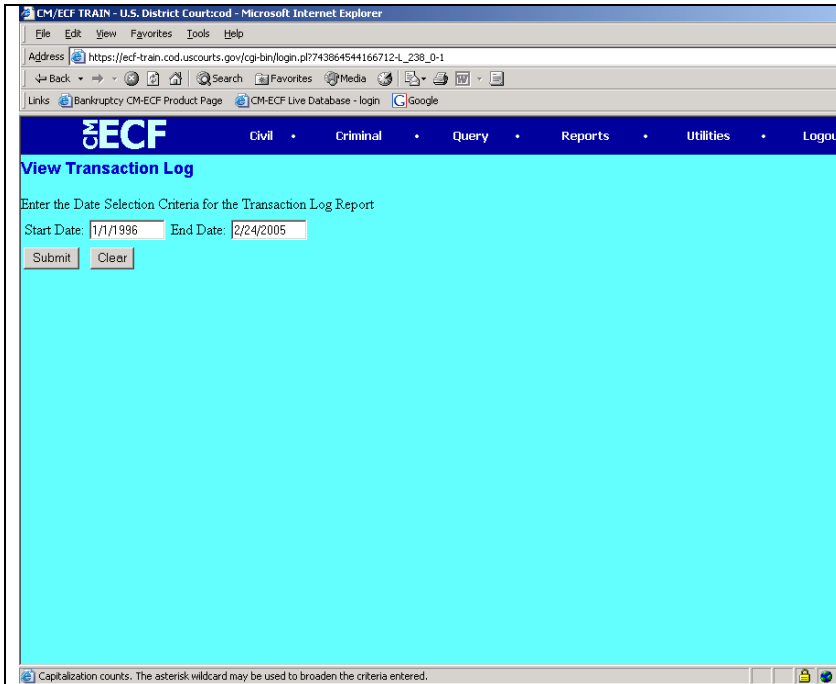 CM/ECF TRAIN - U.S. District Court:cod - Microsoft Internet Explorer
File Edit View Favorites Tools Help
Address https://ecf-train.cod.uscourts.gov/cgi-bin/login.pl?743864544166712-L_238_0-1
Back Search Favorites Media
Links Bankruptcy CM-ECF Product Page CM-ECF Live Database - login Google
CM ECF Civil • Criminal • Query • Reports • Utilities • Logou
View Transaction Log
Enter the Date Selection Criteria for the Transaction Log Report
Start Date: 1/1/1996 End Date: 2/24/2005
Submit Clear
Capitalization counts. The asterisk wildcard may be used to broaden the criteria entered.